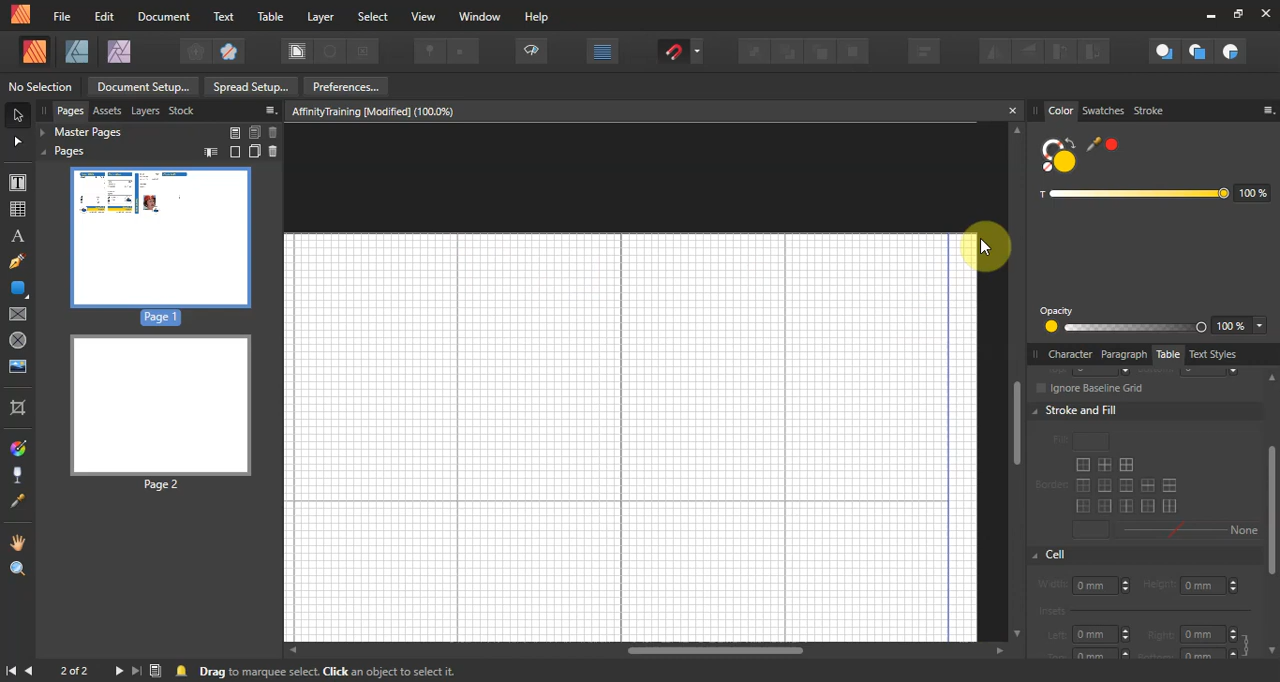 File Edit Document Text Table Layer Select View Window Help
No Selection Document Setup... Spread Setup... Preferences...
Pages Assets Layers Stock
AffinityTraining [Modified] (100.0%)
Color Swatches Stroke
Master Pages
Pages
T 100 %
Page 1
Opacity
100 %
Character Paragraph Table Text Styles
Ignore Baseline Grid
Stroke and Fill
Fill:
Border:
Page 2
None
Cell
Width: 0 mm Height: 0 mm
Insets
Left: 0 mm Right: 0 mm
0 mm 0 mm
2 of 2 Drag to marquee select. Click an object to select it.